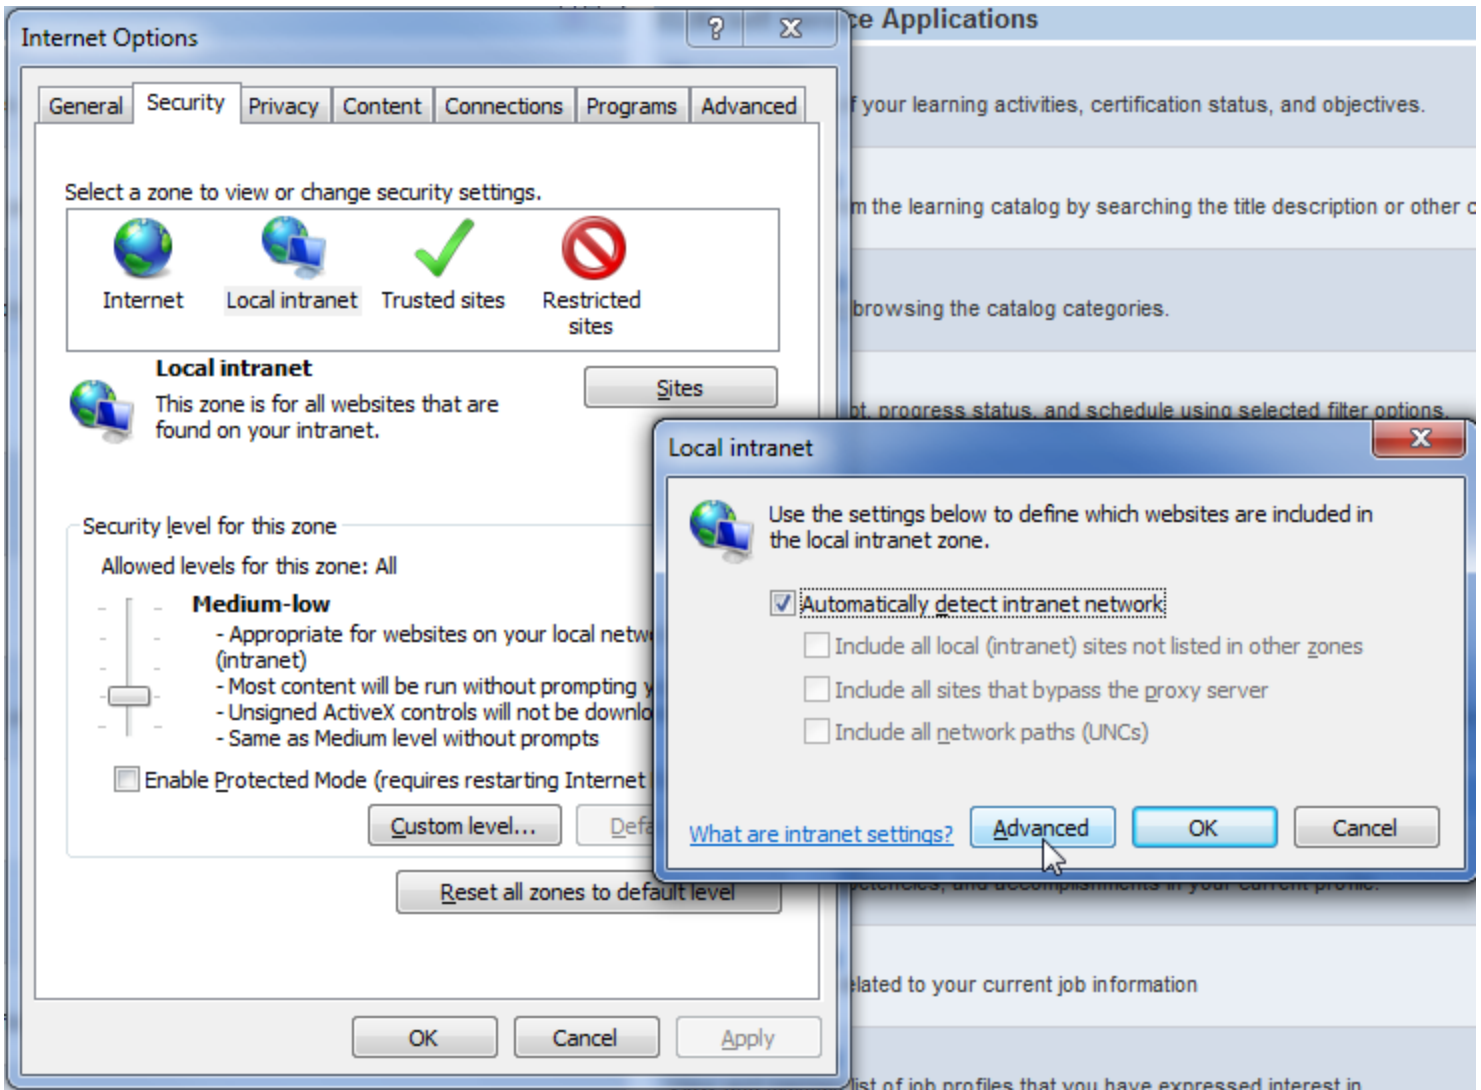 Internet Options
General Security Privacy Content Connections Programs Advanced
Select a zone to view or change security settings.
Internet
Local intranet
Trusted sites
Restricted
sites
Local intranet
This zone is for all websites that are
found on your intranet.
Sites
Security level for this zone
Allowed levels for this zone: All
Medium-low
- Appropriate for websites on your local
(intranet)
- Most content will be run without prompting
- Unsigned ActiveX controls will not be
- Same as Medium level without prompts
Enable Protected Mode (requires restarting Internet
Custom level...
Reset all zones to default level
OK Cancel Apply
Local intranet
Use the settings below to define which websites are included in
the local intranet zone.
Automatically detect intranet network
Include all local (intranet) sites not listed in other zones
Include all sites that bypass the proxy server
Include all network paths (UNCs)
What are intranet settings? Advanced OK Cancel
Applications
your learning activities, certification status, and objectives.
the learning catalog by searching the title description or other
browsing the catalog categories.
progress status, and schedule using selected filter options.
and accomplishments in your current profile.
to your current job information
list of job profiles that you have expressed interest in